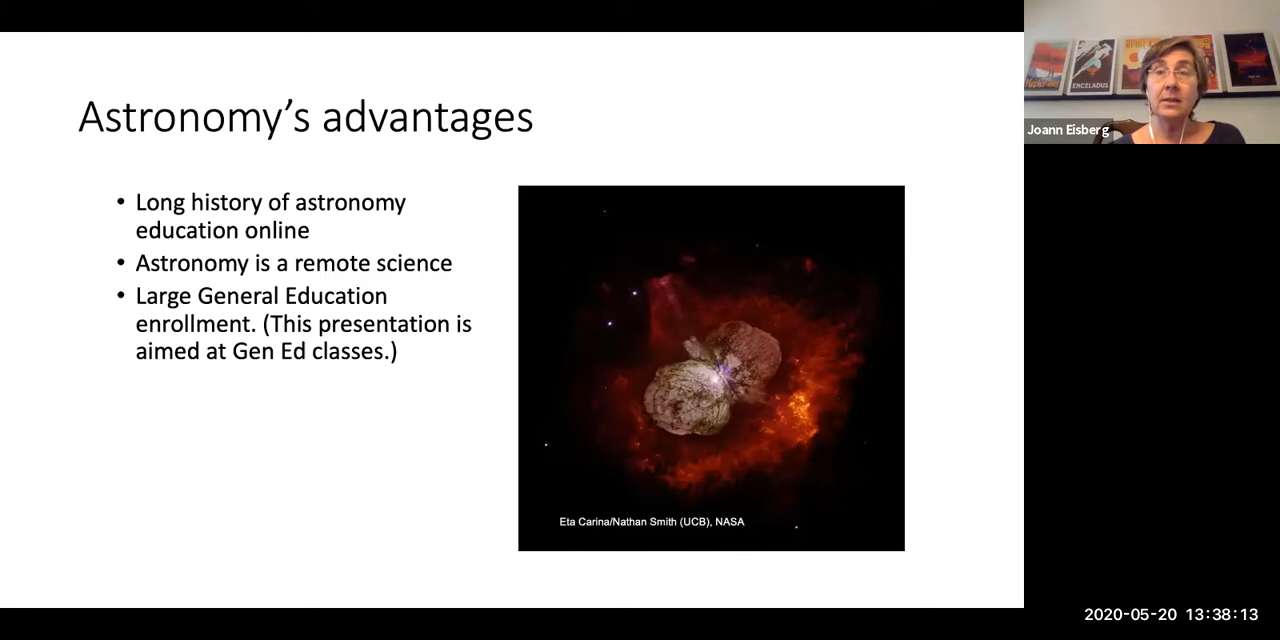 Astronomy’s advantages
• Long history of astronomy
education online
• Astronomy is a remote science
• Large General Education
enrollment. (This presentation is
aimed at Gen Ed classes.)
Eta Carina/Nathan Smith (UCB), NASA
ENCELADUS
Joann Eisberg
2020-05-20 13:38:13